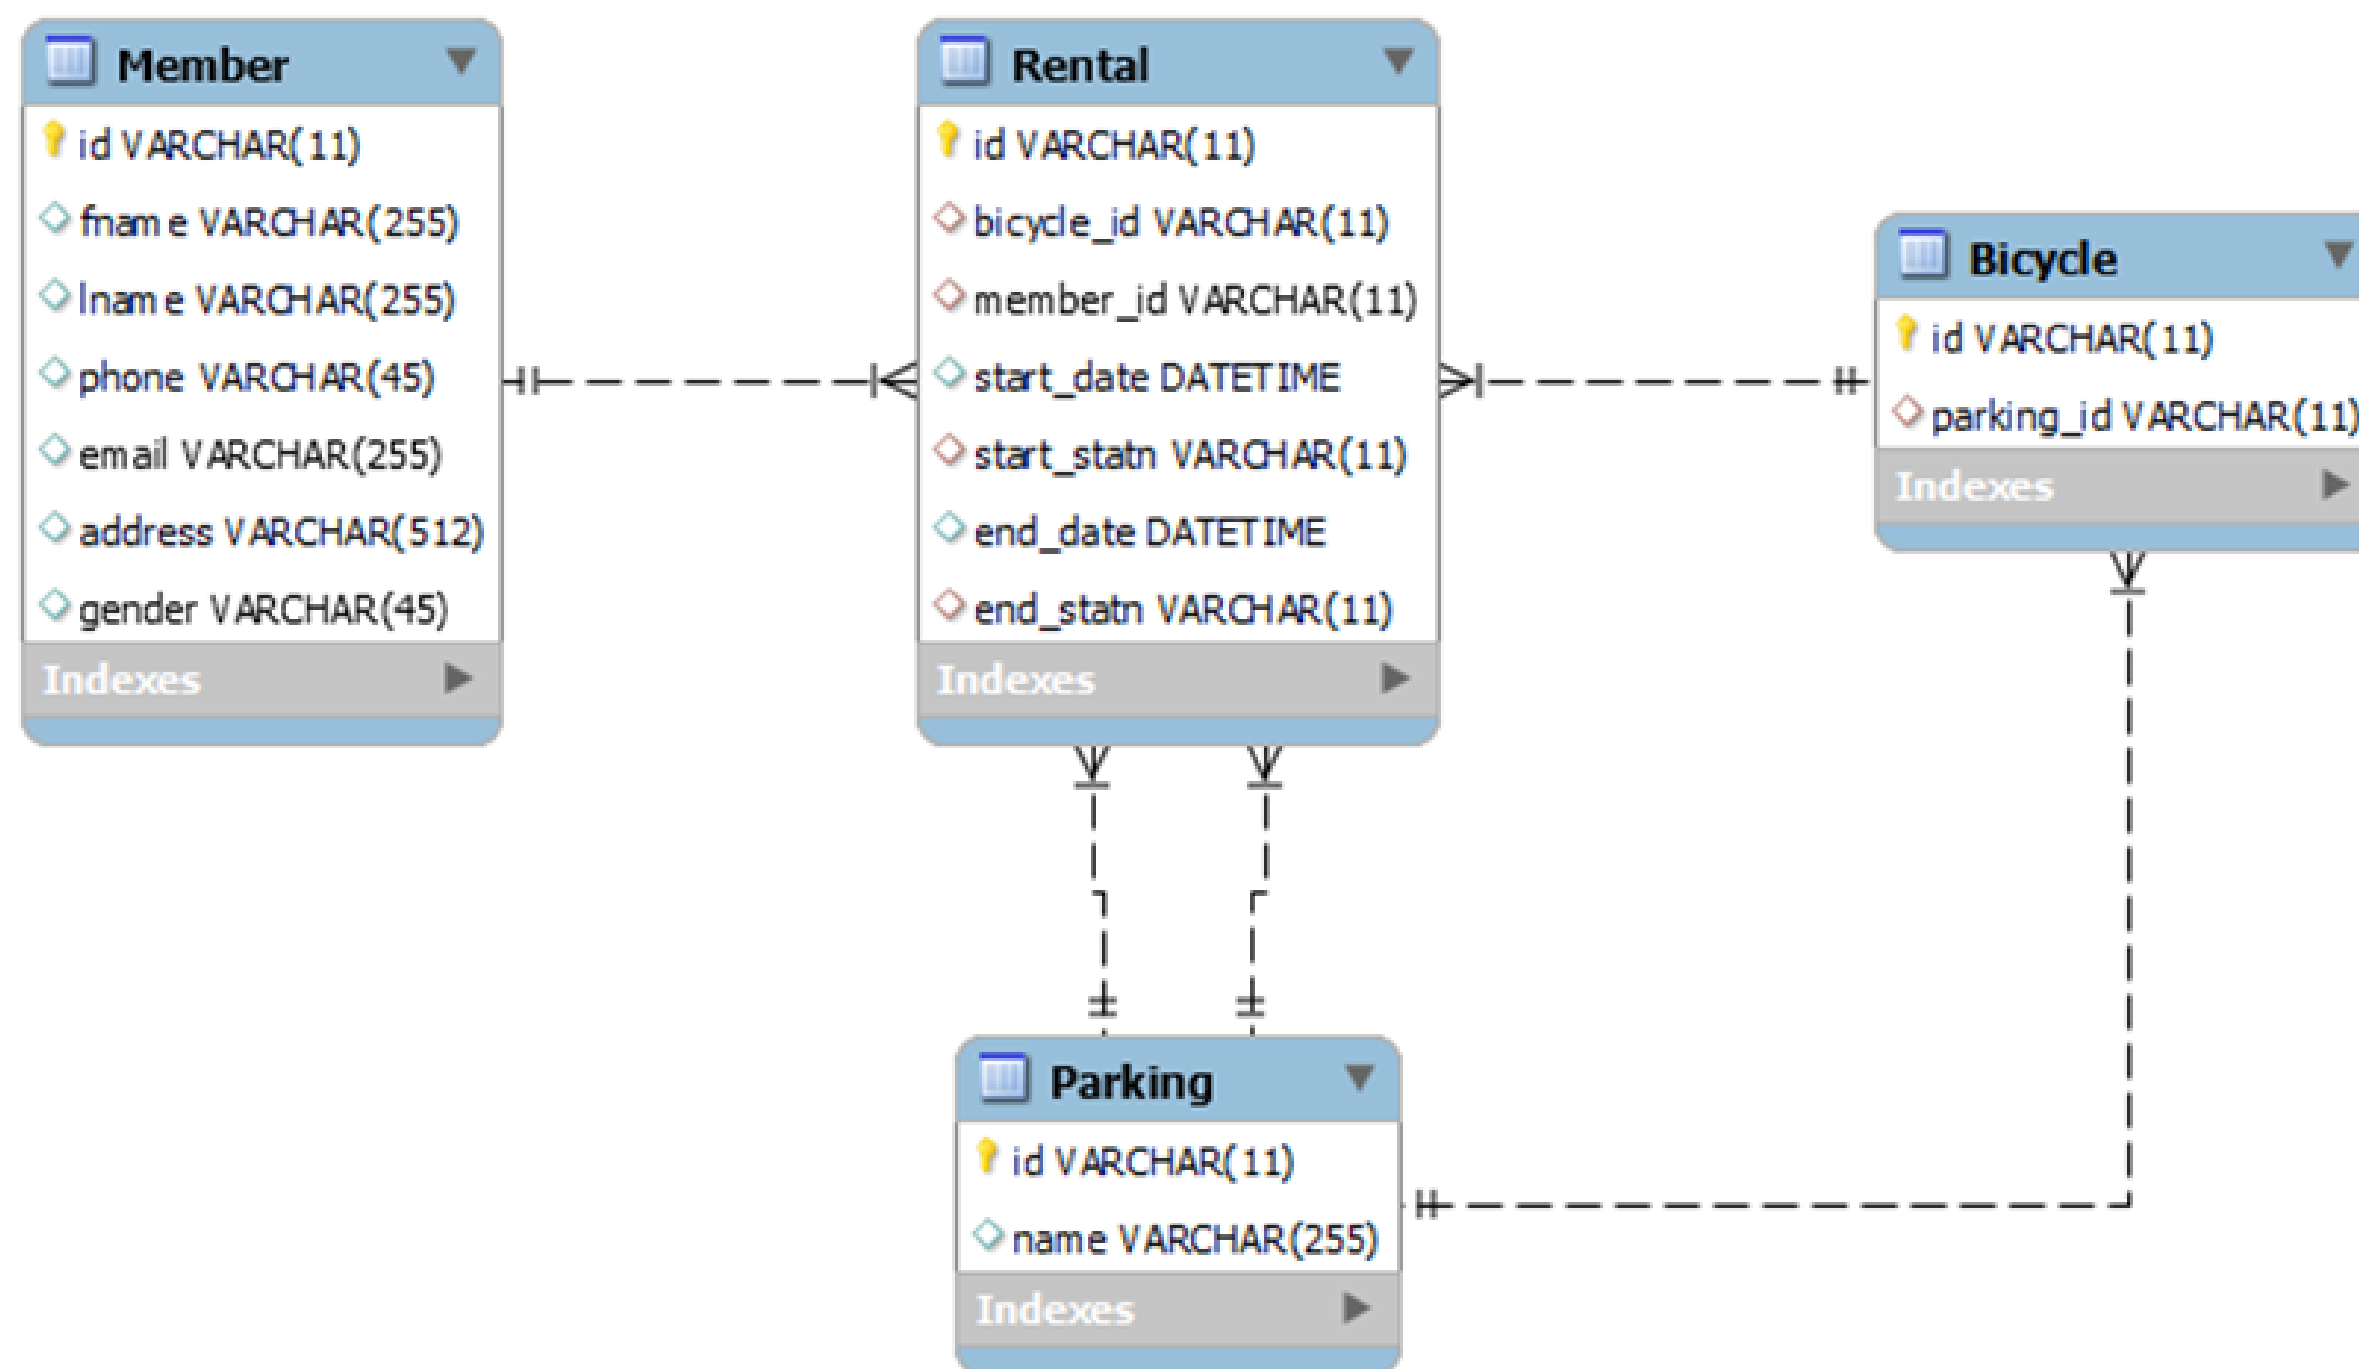 Member
id VARCHAR(11)
fname VARCHAR(255)
lname VARCHAR(255)
phone VARCHAR(45)
email VARCHAR(255)
address VARCHAR(512)
gender VARCHAR(45)
Indexes
Rental
id VARCHAR(11)
bicycle_id VARCHAR(11)
member_id VARCHAR(11)
start_date DATETIME
start_statn VARCHAR(11)
end_date DATETIME
end_statn VARCHAR(11)
Indexes
Bicycle
id VARCHAR(11)
parking_id VARCHAR(11)
Indexes
Parking
id VARCHAR(11)
name VARCHAR(255)
Indexes